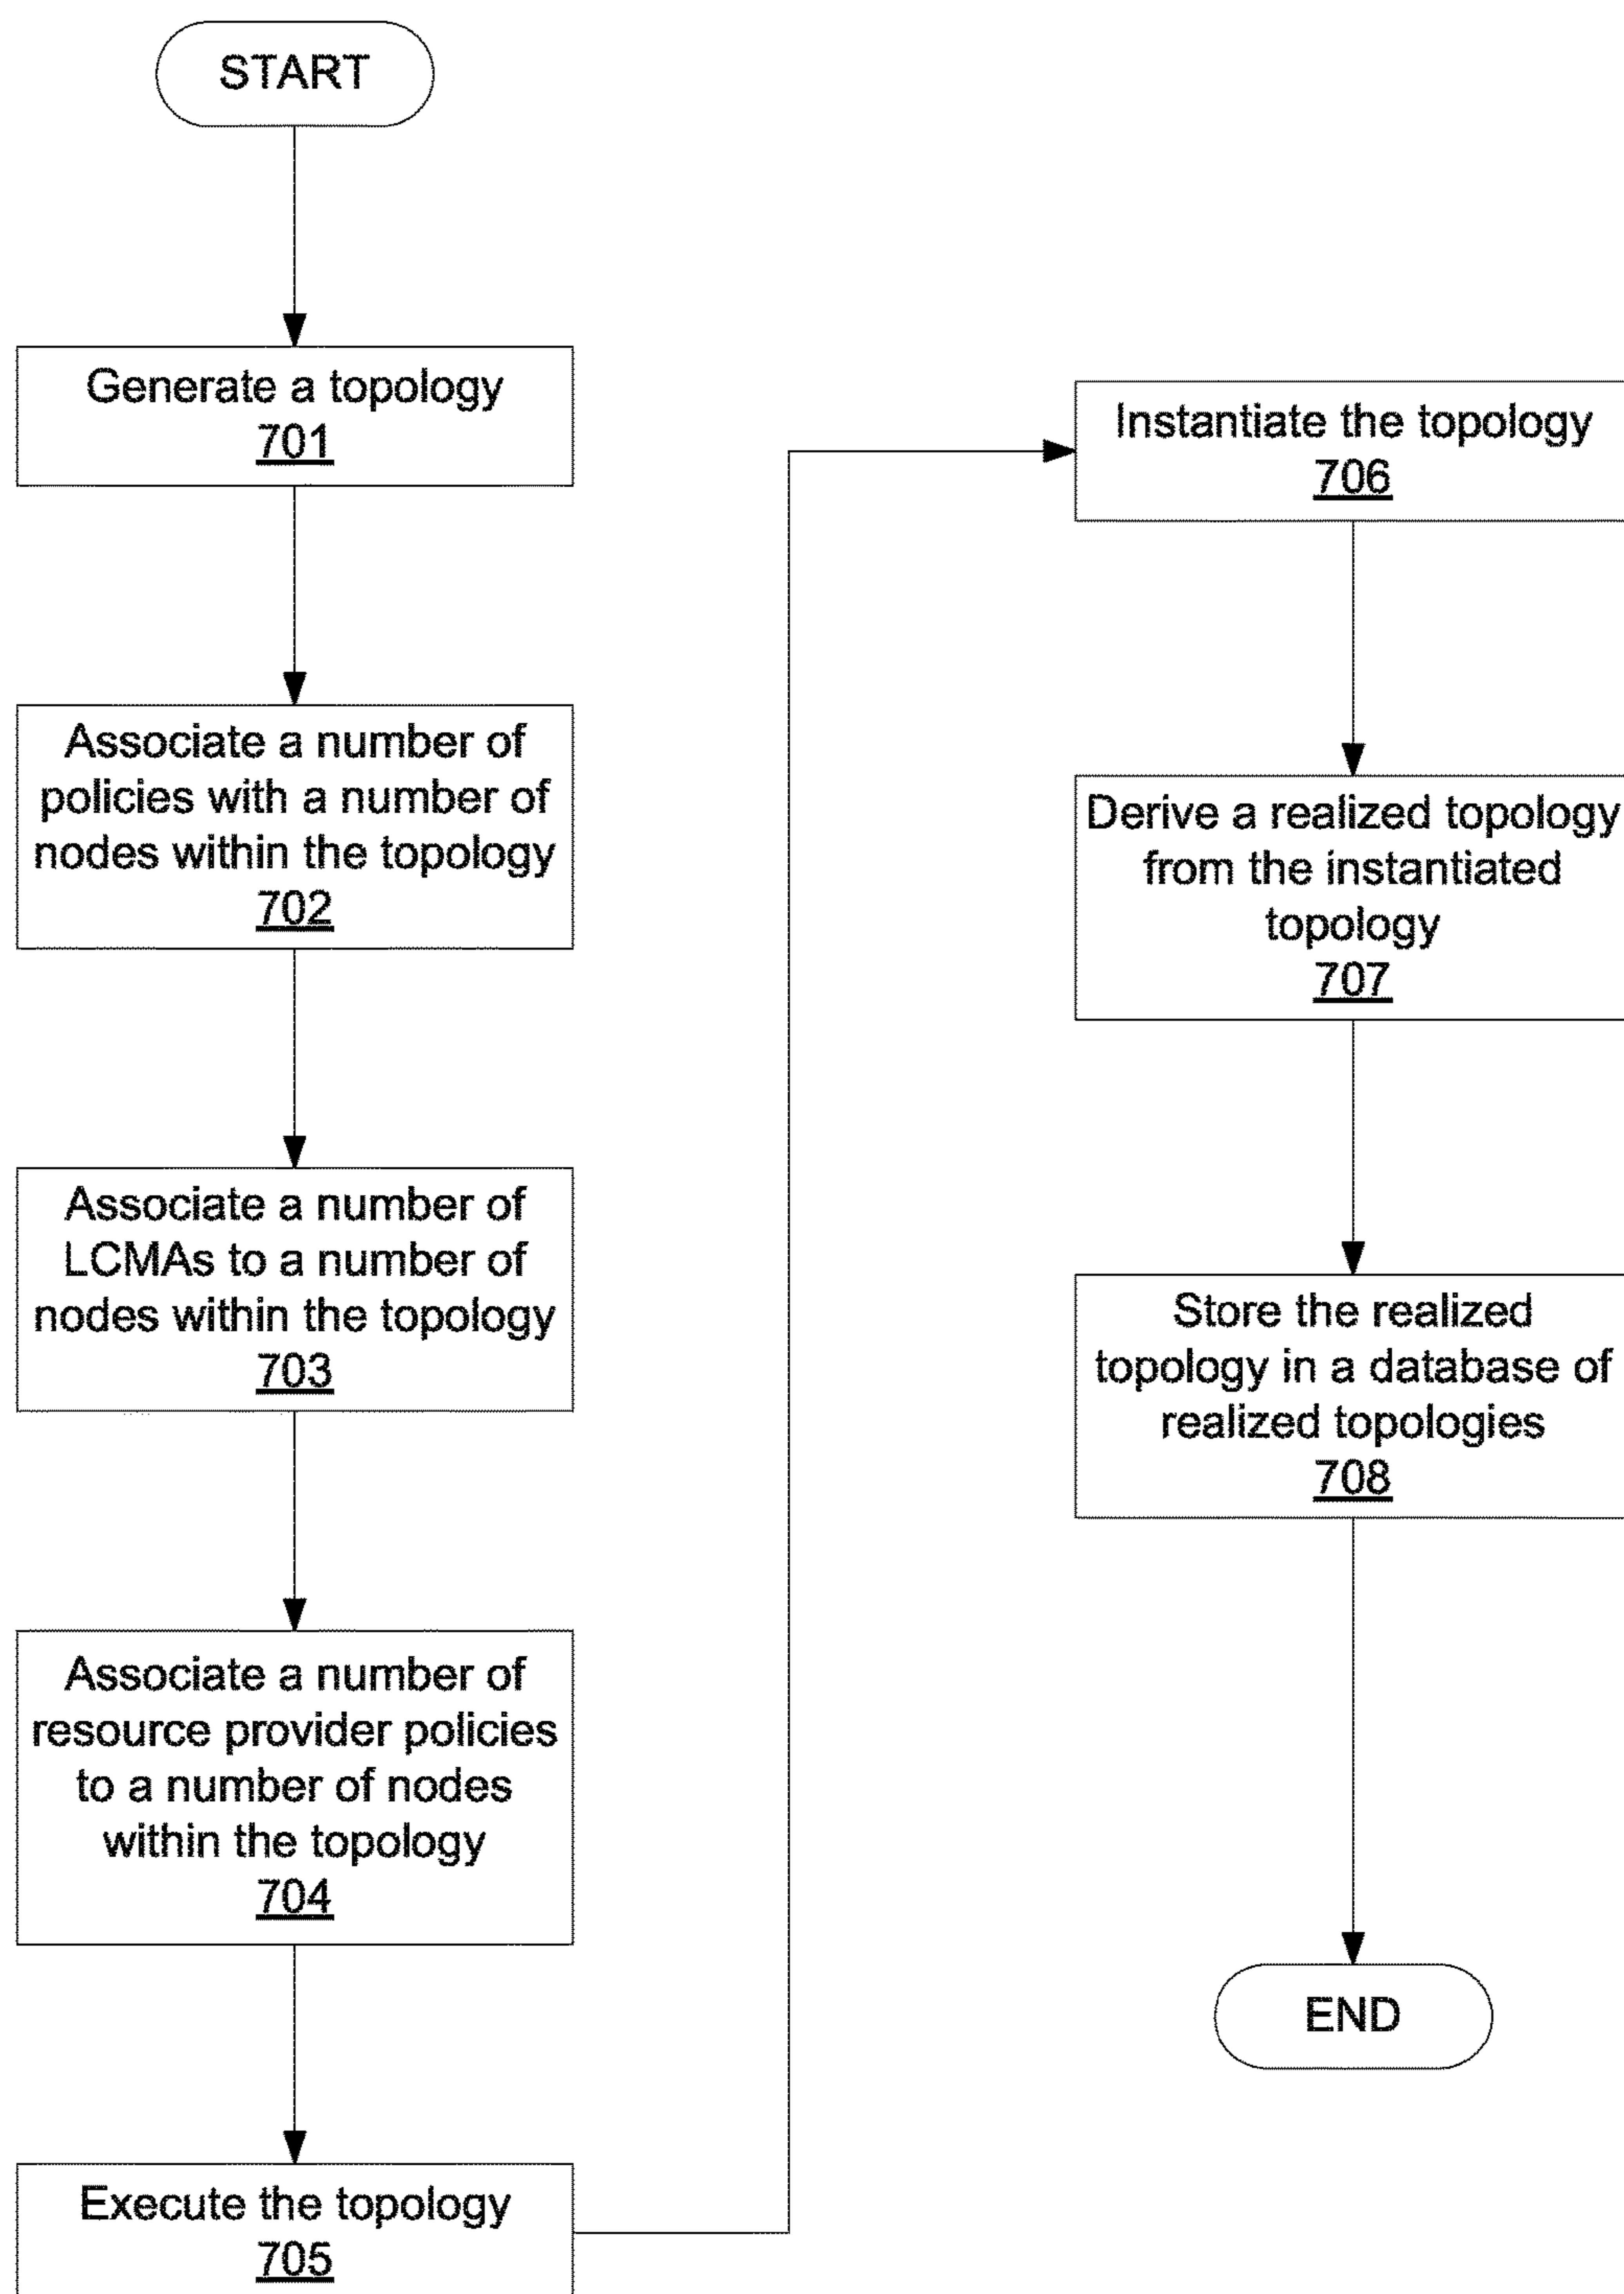 START
Generate a topology
701
Associate a number of
policies with a number of
nodes within the topology
702
Associate a number of
LCMAs to a number of
nodes within the topology
703
Associate a number of
resource provider policies
to a number of nodes
within the topology
704
Execute the topology
705
Instantiate the topology
706
Derive a realized topology
from the instantiated
topology
707
Store the realized
topology in a database of
realized topologies
708
END